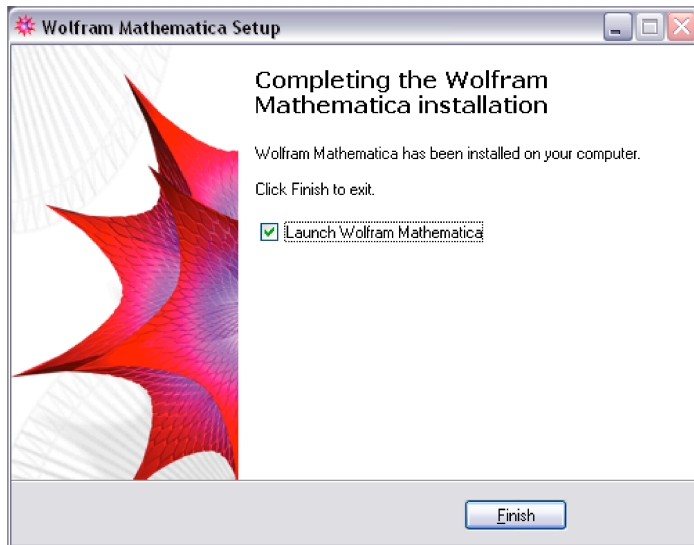 Wolfram Mathematica Setup
Completing the Wolfram
Mathematica installation
Wolfram Mathematica has been installed on your computer.
Click Finish to exit.
Launch Wolfram Mathematica
Finish